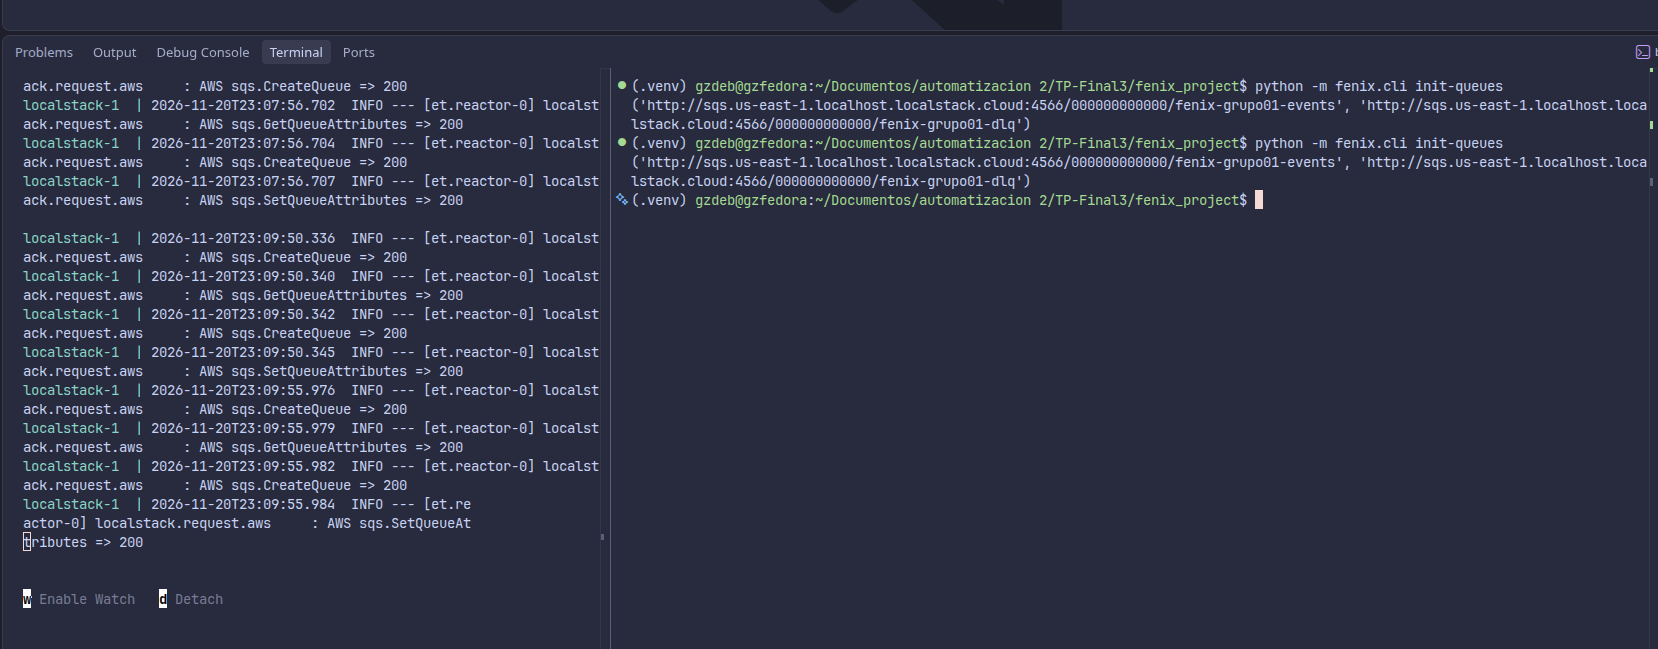 Problems Output Debug Console Terminal Ports
ack.request.aws     : AWS sqs.CreateQueue => 200
localstack-1  | 2026-11-20T23:07:56.702  INFO --- [et.reactor-0] localst
ack.request.aws     : AWS sqs.GetQueueAttributes => 200
localstack-1  | 2026-11-20T23:07:56.704  INFO --- [et.reactor-0] localst
ack.request.aws     : AWS sqs.CreateQueue => 200
localstack-1  | 2026-11-20T23:07:56.707  INFO --- [et.reactor-0] localst
ack.request.aws     : AWS sqs.SetQueueAttributes => 200
localstack-1  | 2026-11-20T23:09:50.336  INFO --- [et.reactor-0] localst
ack.request.aws     : AWS sqs.CreateQueue => 200
localstack-1  | 2026-11-20T23:09:50.340  INFO --- [et.reactor-0] localst
ack.request.aws     : AWS sqs.GetQueueAttributes => 200
localstack-1  | 2026-11-20T23:09:50.342  INFO --- [et.reactor-0] localst
ack.request.aws     : AWS sqs.CreateQueue => 200
localstack-1  | 2026-11-20T23:09:50.345  INFO --- [et.reactor-0] localst
ack.request.aws     : AWS sqs.SetQueueAttributes => 200
localstack-1  | 2026-11-20T23:09:55.976  INFO --- [et.reactor-0] localst
ack.request.aws     : AWS sqs.CreateQueue => 200
localstack-1  | 2026-11-20T23:09:55.979  INFO --- [et.reactor-0] localst
ack.request.aws     : AWS sqs.GetQueueAttributes => 200
localstack-1  | 2026-11-20T23:09:55.982  INFO --- [et.reactor-0] localst
ack.request.aws     : AWS sqs.CreateQueue => 200
localstack-1  | 2026-11-20T23:09:55.984  INFO --- [et.re
actor-0] localstack.request.aws     : AWS sqs.SetQueueAt
tributes => 200
w Enable Watch   d Detach
(.venv) gzdeb@gzfedora:~/Documentos/automatizacion 2/TP-Final3/fenix_project$ python -m fenix.cli init-queues
('http://sqs.us-east-1.localhost.localstack.cloud:4566/000000000000/fenix-grupo01-events', 'http://sqs.us-east-1.localhost.loca
lstack.cloud:4566/000000000000/fenix-grupo01-dlq')
(.venv) gzdeb@gzfedora:~/Documentos/automatizacion 2/TP-Final3/fenix_project$ python -m fenix.cli init-queues
('http://sqs.us-east-1.localhost.localstack.cloud:4566/000000000000/fenix-grupo01-events', 'http://sqs.us-east-1.localhost.loca
lstack.cloud:4566/000000000000/fenix-grupo01-dlq')
(.venv) gzdeb@gzfedora:~/Documentos/automatizacion 2/TP-Final3/fenix_project$